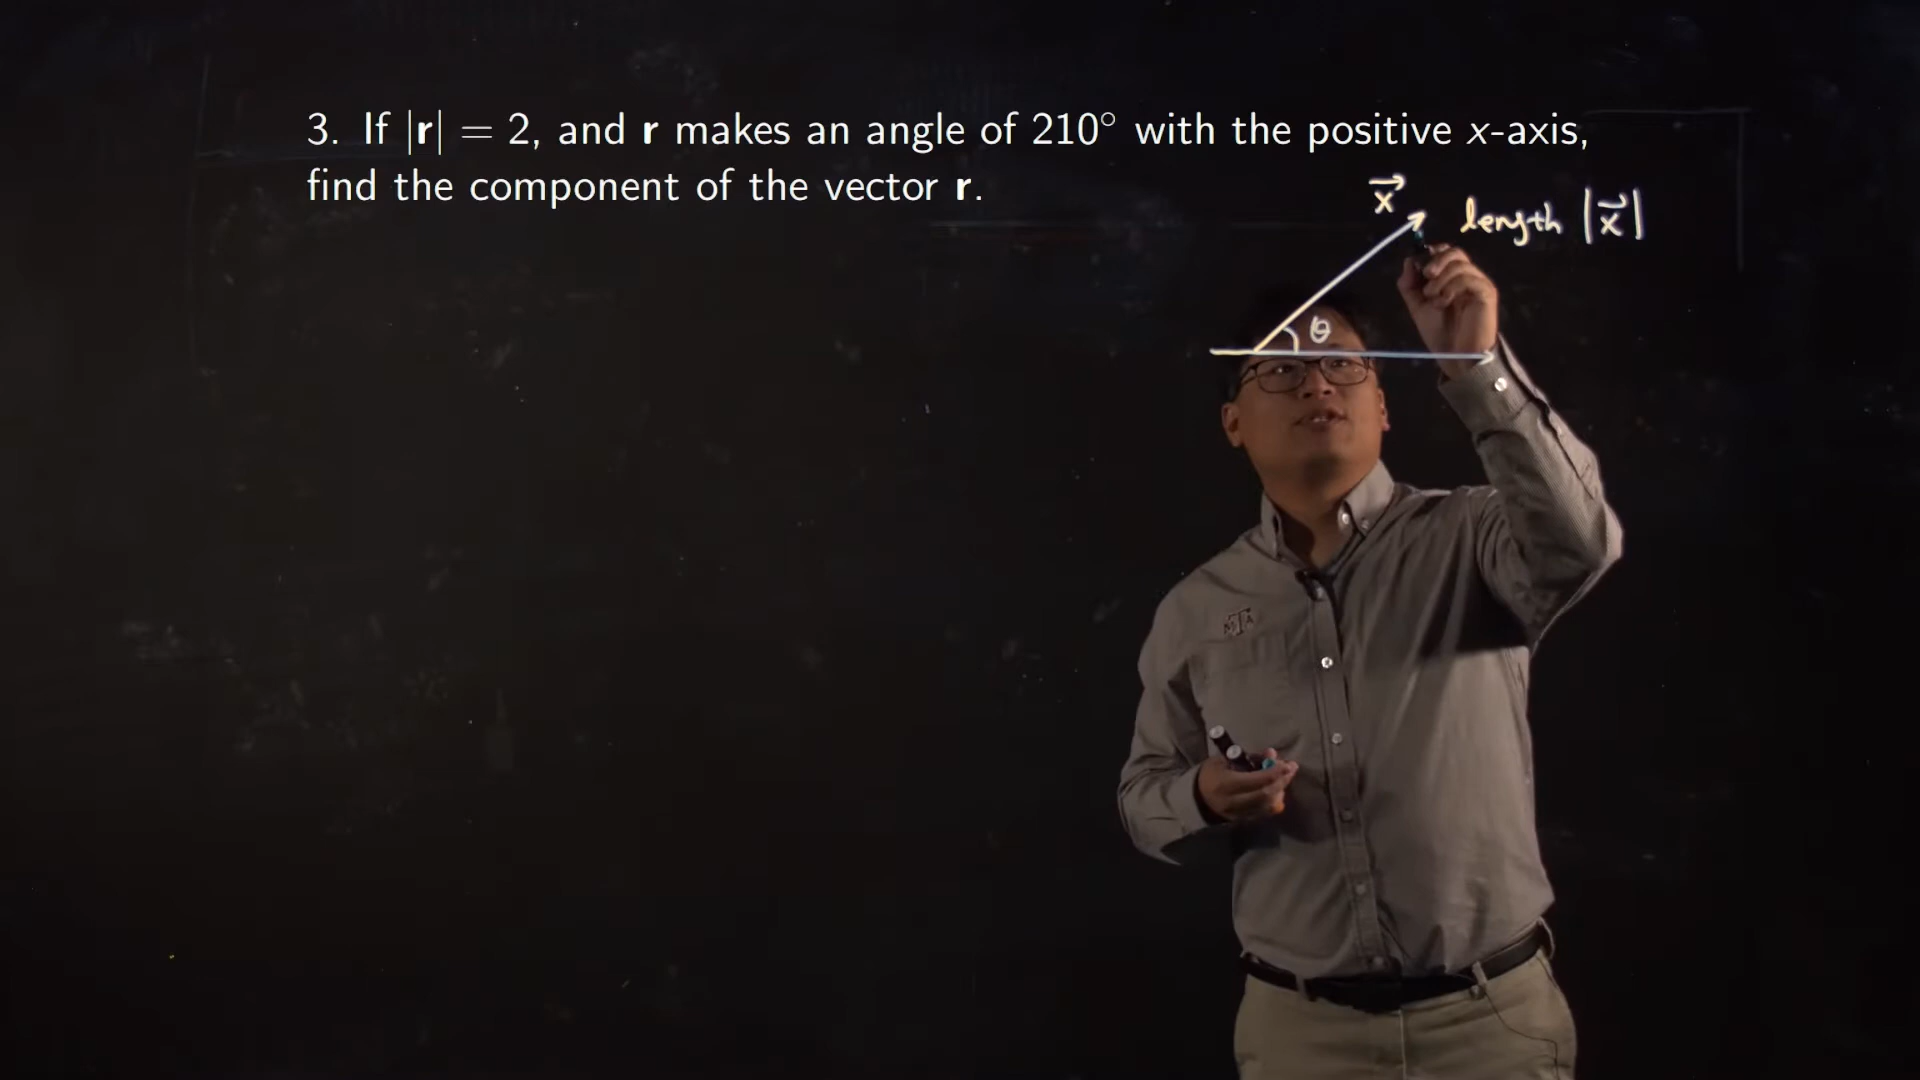 3. If |r| = 2, and r makes an angle of 210° with the positive x-axis,
find the component of the vector r.
x⃗ length |x⃗|
θ
ATM